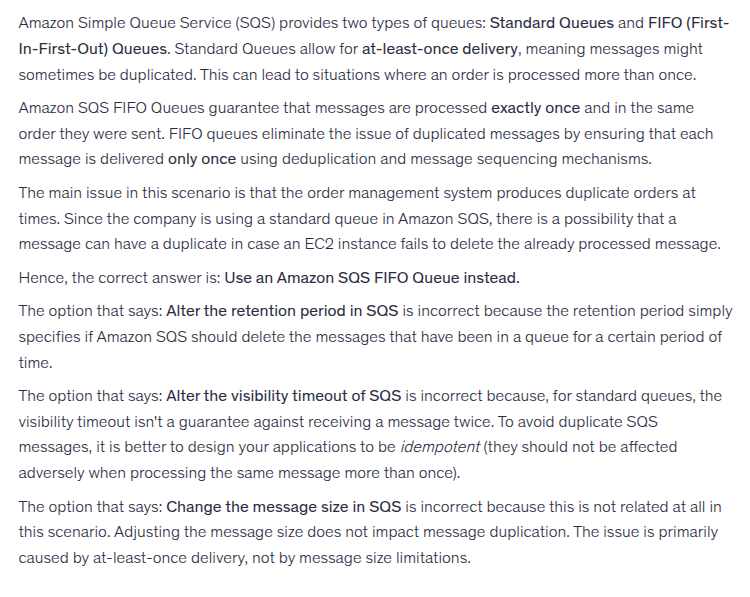 Amazon Simple Queue Service (SQS) provides two types of queues: Standard Queues and FIFO (First-
In-First-Out) Queues. Standard Queues allow for at-least-once delivery, meaning messages might
sometimes be duplicated. This can lead to situations where an order is processed more than once.
Amazon SQS FIFO Queues guarantee that messages are processed exactly once and in the same
order they were sent. FIFO queues eliminate the issue of duplicated messages by ensuring that each
message is delivered only once using deduplication and message sequencing mechanisms.
The main issue in this scenario is that the order management system produces duplicate orders at
times. Since the company is using a standard queue in Amazon SQS, there is a possibility that a
message can have a duplicate in case an EC2 instance fails to delete the already processed message.
Hence, the correct answer is: Use an Amazon SQS FIFO Queue instead.
The option that says: Alter the retention period in SQS is incorrect because the retention period simply
specifies if Amazon SQS should delete the messages that have been in a queue for a certain period of
time.
The option that says: Alter the visibility timeout of SQS is incorrect because, for standard queues, the
visibility timeout isn't a guarantee against receiving a message twice. To avoid duplicate SQS
messages, it is better to design your applications to be idempotent (they should not be affected
adversely when processing the same message more than once).
The option that says: Change the message size in SQS is incorrect because this is not related at all in
this scenario. Adjusting the message size does not impact message duplication. The issue is primarily
caused by at-least-once delivery, not by message size limitations.